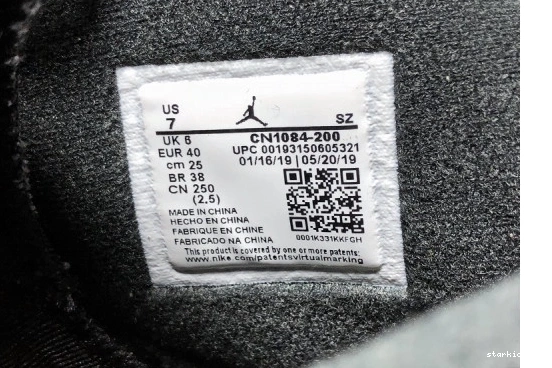 US
7
SZ
UK 6
CN1084-200
EUR 40
UPC 00193150605321
cm 25
01/16/19 | 05/20/19
BR 38
CN 250
(2.5)
MADE IN CHINA
HECHO EN CHINA
FABRIQUE EN CHINE
FABRICADO NA CHINA
0001K331KKFGH
This product is covered by one or more patents:
www.nike.com/patentsvirtualmarking